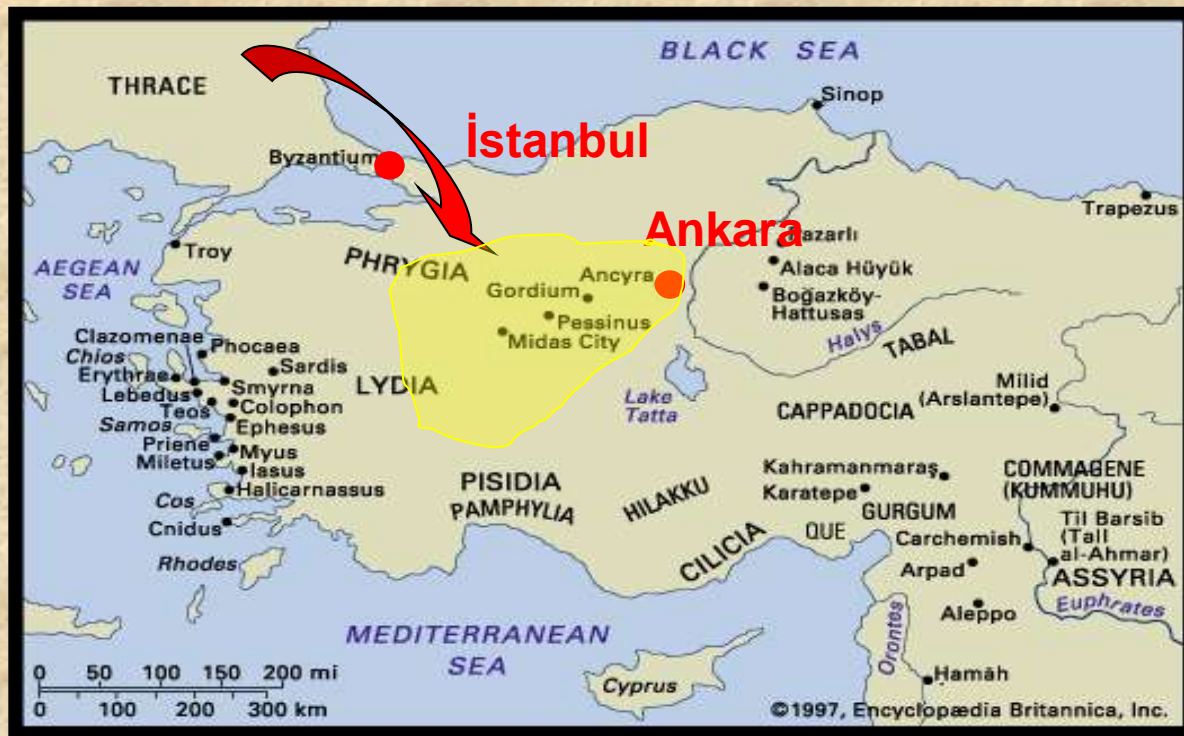 BLACK SEA
THRACE
Sinop
İstanbul
Byzantium
Trapezus
Ankara
Pazarlı
Troy
PHRYGIA
AEGEAN
SEA
Ancyra
Alaca Hüyük
Gordium
Boğazköy-
Hattusas
Pessinus
Midas City
Halys
TABAL
Clazomenae
Phocaea
Chios
Sardis
Erythrae
Smyrna
LYDIA
Lebedus
Colophon
Teos
Ephesus
Samos
Priene
Myus
Miletus
Iasus
Halicarnassus
Cos
Cnidus
Rhodes
Lake
Tatta
Milid
(Arslantepe)
CAPPADOCIA
Kahramanmaraş
Karatepe
COMMAGENE
(KUMMUHU)
PISIDIA
PAMPHYLIA
HILAKKU
GURGUM
QUE
CILICIA
Carchemish
Til Barsib
(Tall
al-Ahmar)
Arpad
ASSYRIA
Euphrates
Aleppo
Orontes
MEDITERRANEAN
SEA
Cyprus
Ḥamāh
0 50 100 150 200 mi
0 100 200 300 km
©1997, Encyclopædia Britannica, Inc.